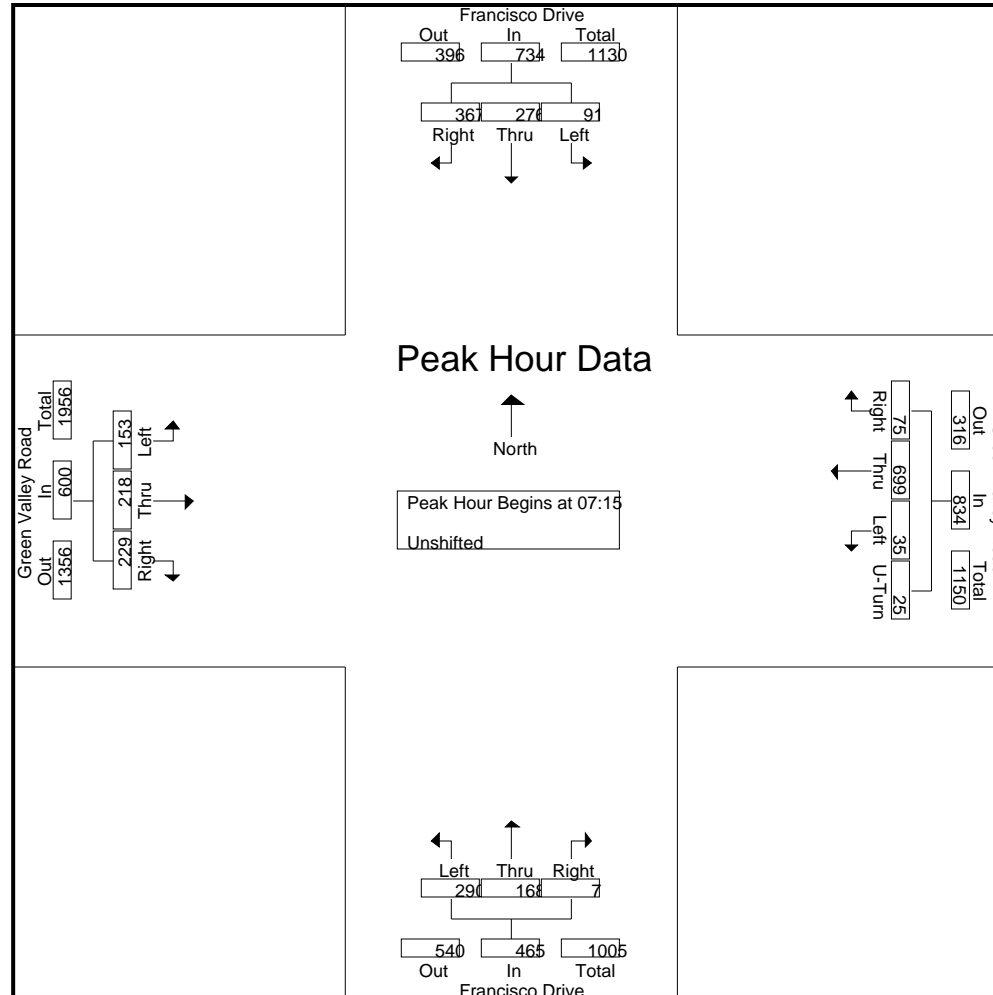 Francisco Drive
Out In Total
396 734 1130
367 276 91
Right Thru Left
Peak Hour Data
North
Peak Hour Begins at 07:15
Unshifted
Green Valley Road
Total In Out
1956 600 1356
153 218 229
Left Thru Right
Right Thru Left U-Turn
75 699 35 25
316 834 1150
Out In Total
Left Thru Right
290 168 7
540 465 1005
Out In Total
Francisco Drive